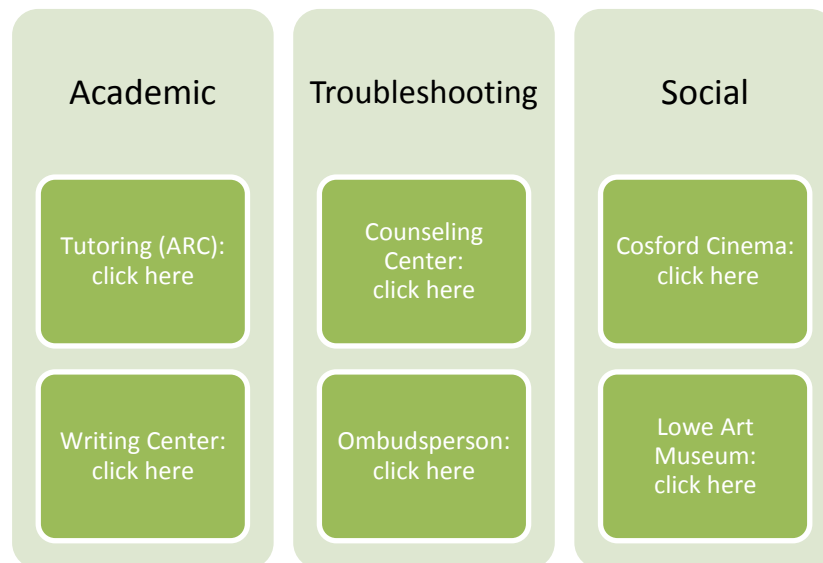 Academic
Tutoring (ARC):
click here
Writing Center:
click here
Troubleshooting
Counseling
Center:
click here
Ombudsperson:
click here
Social
Cosford Cinema:
click here
Lowe Art
Museum:
click here